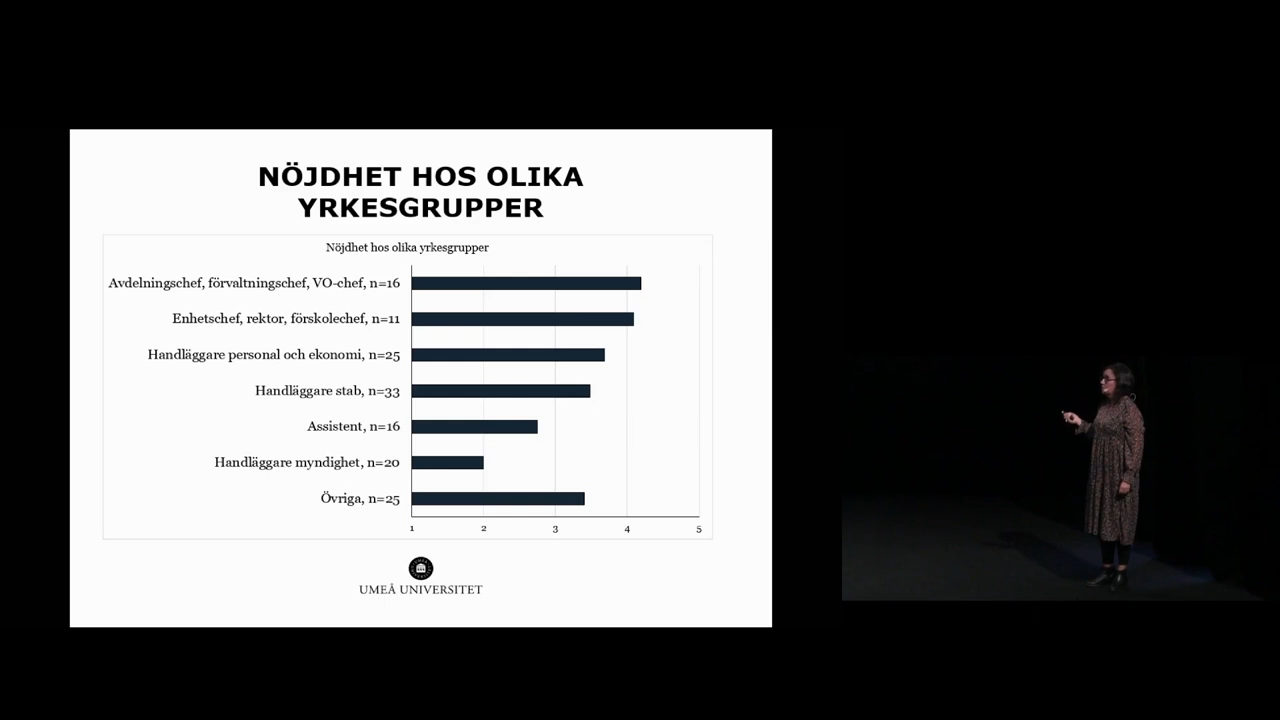 NÖJDHET HOS OLIKA
YRKESGRUPPER
Nöjdhet hos olika yrkesgrupper
Avdelningschef, förvaltningschef, VO-chef, n=16
Enhetschef, rektor, förskolechef, n=11
Handläggare personal och ekonomi, n=25
Handläggare stab, n=33
Assistent, n=16
Handläggare myndighet, n=20
Övriga, n=25
1 2 3 4 5
UMEÅ UNIVERSITET